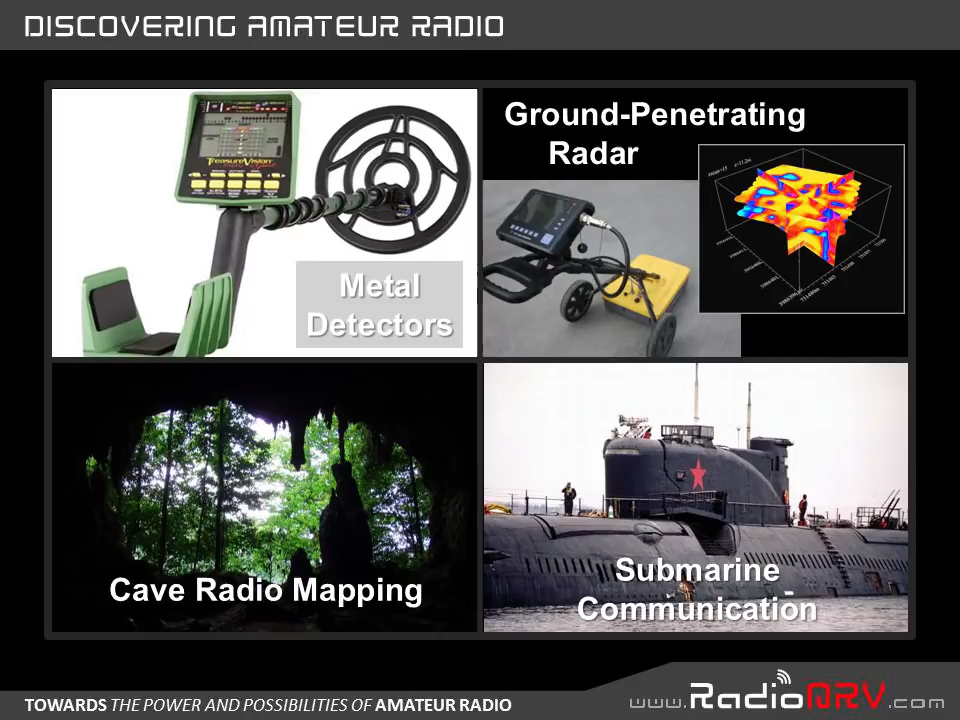 DISCOVERING AMATEUR RADIO
TreasureVision
Metal
Detectors
Ground-Penetrating
Radar
Cave Radio Mapping
Submarine
Communication
TOWARDS THE POWER AND POSSIBILITIES OF AMATEUR RADIO
www.RadioQRV.com